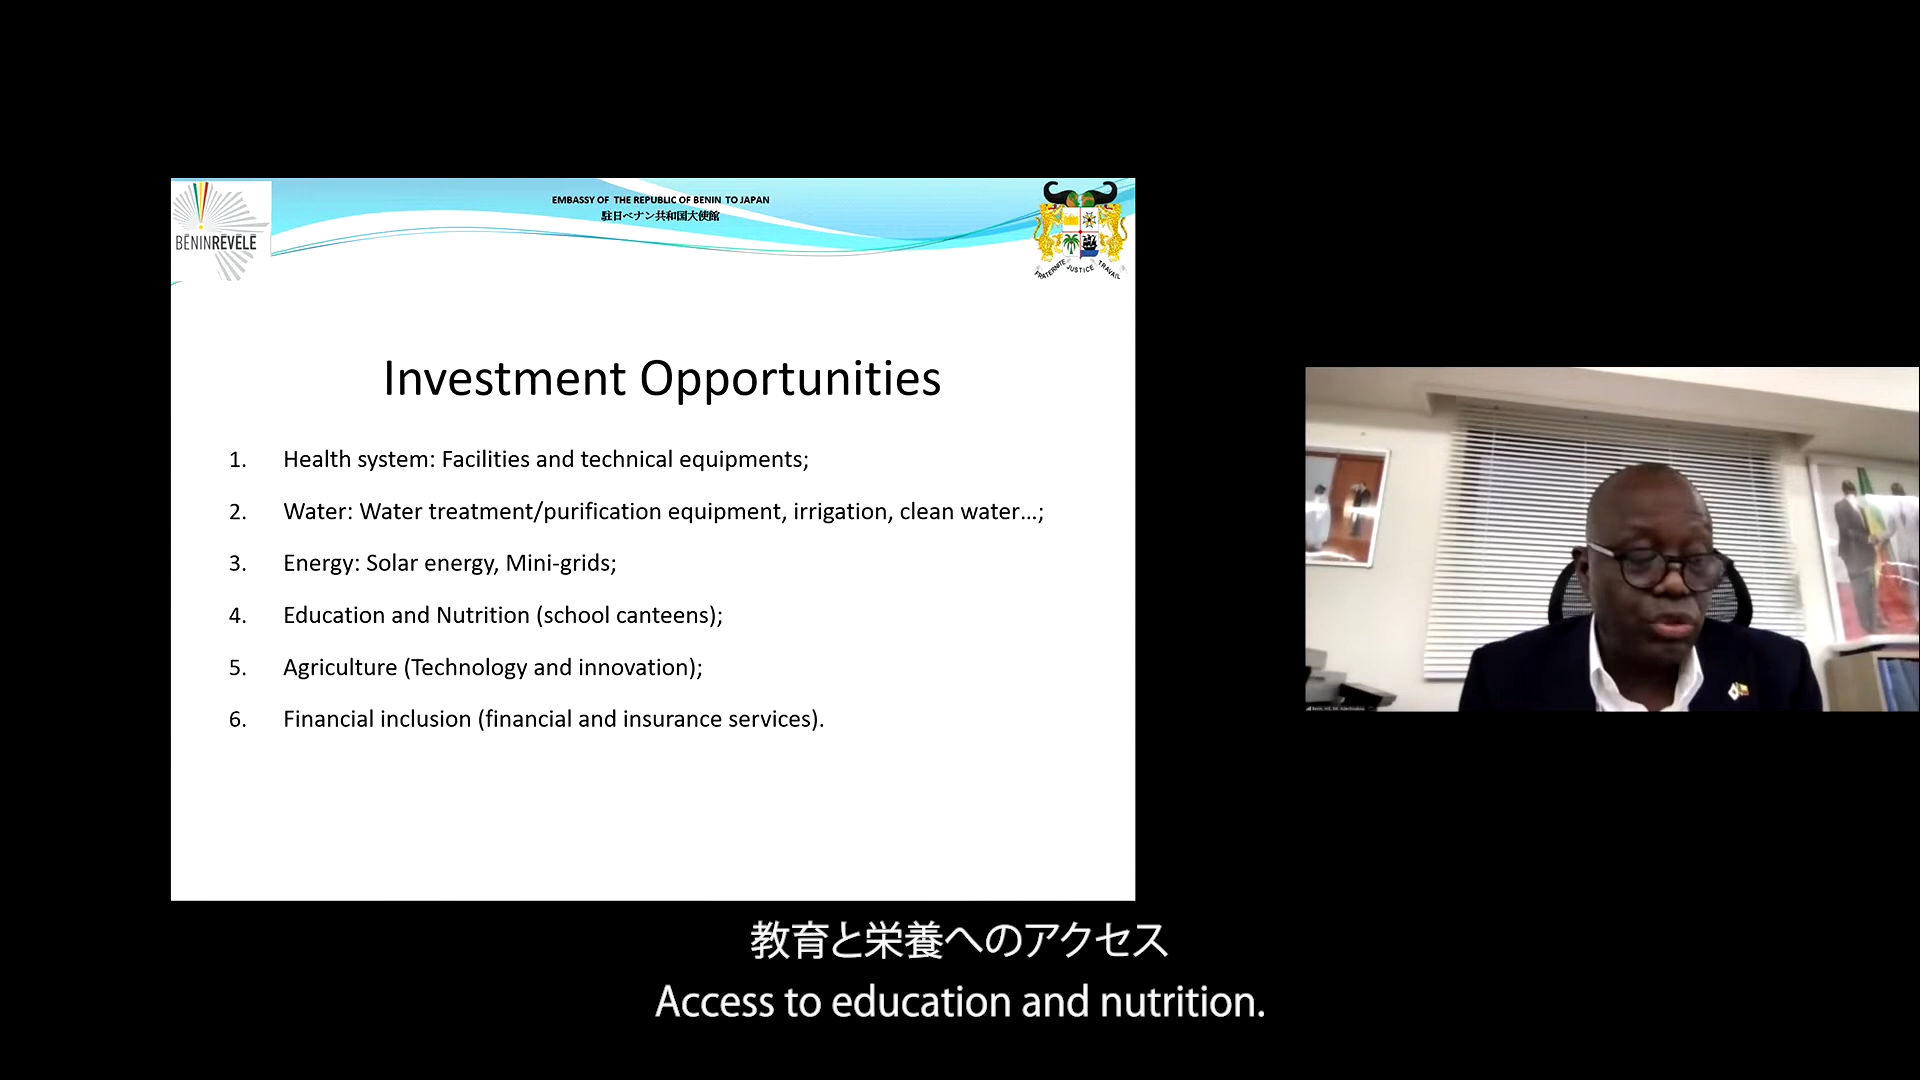 BÉNINRÉVÉLÉ
EMBASSY OF THE REPUBLIC OF BENIN TO JAPAN
駐日ベナン共和国大使館
FRATERNITE JUSTICE TRAVAIL
Investment Opportunities
1. Health system: Facilities and technical equipments;
2. Water: Water treatment/purification equipment, irrigation, clean water...;
3. Energy: Solar energy, Mini-grids;
4. Education and Nutrition (school canteens);
5. Agriculture (Technology and innovation);
6. Financial inclusion (financial and insurance services).
教育と栄養へのアクセス
Access to education and nutrition.